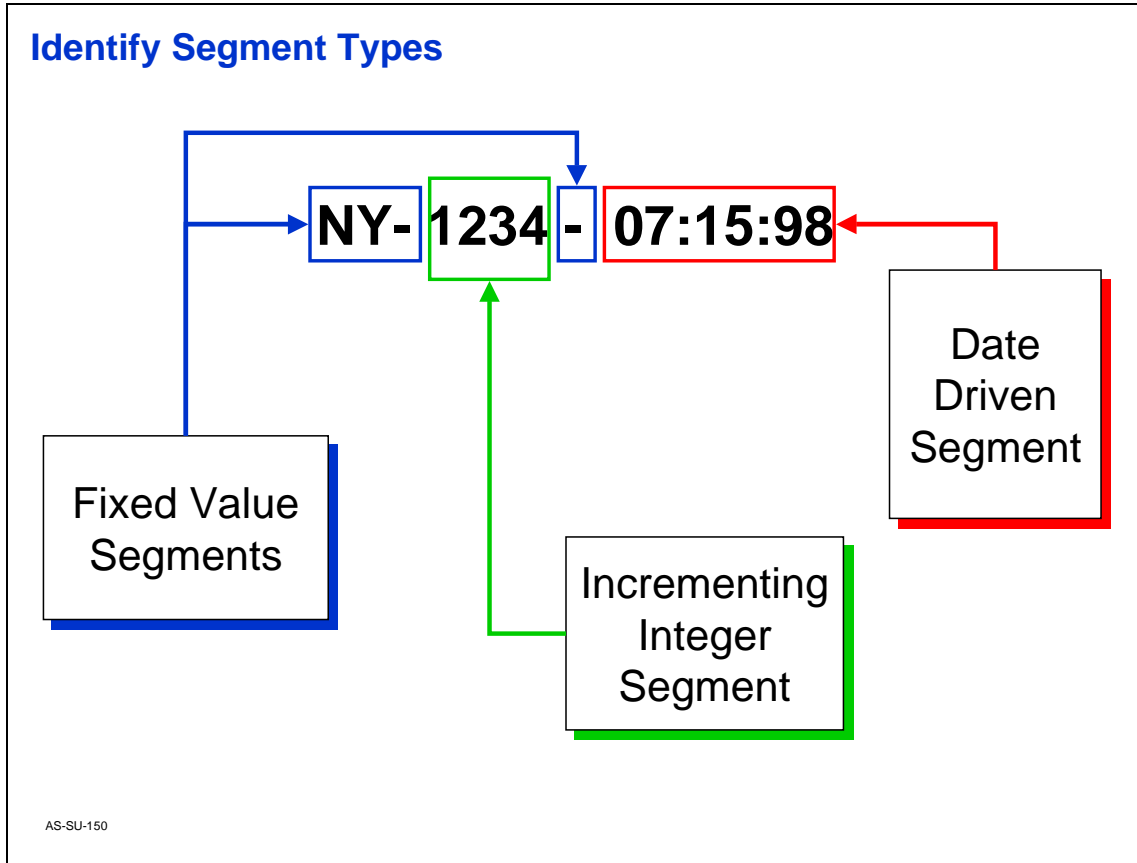 Identify Segment Types
NY- 1234 - 07:15:98
Date
Driven
Segment
Fixed Value
Segments
Incrementing
Integer
Segment
AS-SU-150